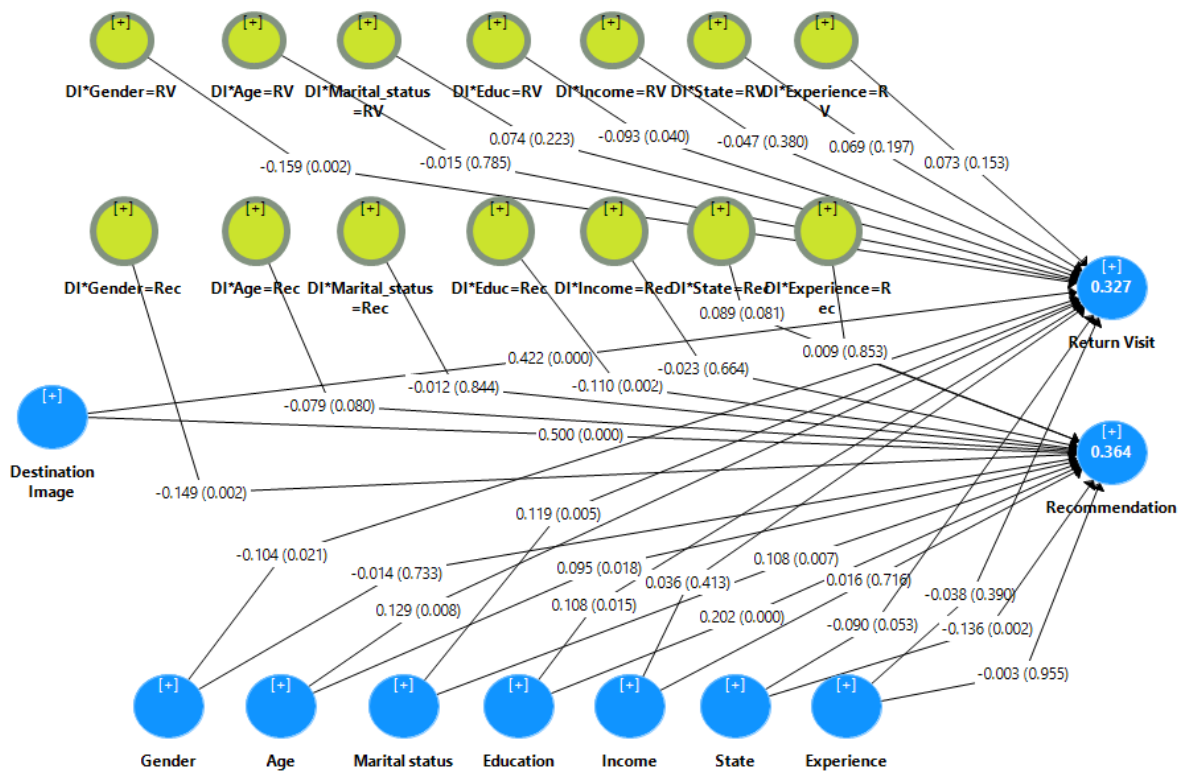 [+] [+] [+] [+] [+] [+] [+]
DI*Gender=RV DI*Age=RV DI*Marital_status DI*Educ=RV DI*Income=RV DI*State=RV DI*Experience=R
=RV V
-0.159 (0.002) -0.015 (0.785) 0.074 (0.223) -0.093 (0.040) -0.047 (0.380) 0.069 (0.197) 0.073 (0.153)
[+] [+] [+] [+] [+] [+] [+]
DI*Gender=Rec DI*Age=Rec DI*Marital_status DI*Educ=Rec DI*Income=Rec DI*State=Rec DI*Experience=R
=Rec ec
[+]
0.327
Return Visit
0.089 (0.081)
0.422 (0.000) 0.009 (0.853)
-0.012 (0.844) -0.110 (0.002) -0.023 (0.664)
[+]
Destination
Image
-0.079 (0.080)
0.500 (0.000)
[+]
0.364
Recommendation
-0.149 (0.002)
0.119 (0.005)
-0.104 (0.021) -0.014 (0.733) 0.095 (0.018) 0.036 (0.413) 0.108 (0.007) 0.016 (0.716)
0.129 (0.008) 0.108 (0.015) 0.202 (0.000) -0.090 (0.053) -0.038 (0.390)
-0.136 (0.002)
-0.003 (0.955)
[+] [+] [+] [+] [+] [+] [+]
Gender Age Marital status Education Income State Experience